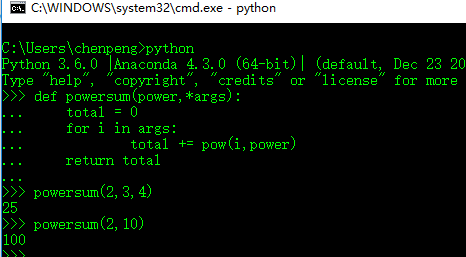 C:\WINDOWS\system32\cmd.exe - python
C:\Users\chenpeng>python
Python 3.6.0 |Anaconda 4.3.0 (64-bit)| (default, Dec 23 20
Type "help", "copyright", "credits" or "license" for more
>>> def powersum(power,*args):
...     total = 0
...     for i in args:
...             total += pow(i,power)
...     return total
...
>>> powersum(2,3,4)
25
>>> powersum(2,10)
100
>>>